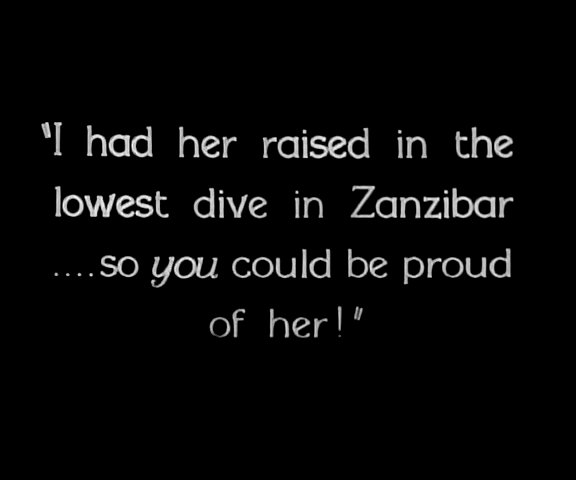 "I had her raised in the
lowest dive in Zanzibar
....so you could be proud
of her!"